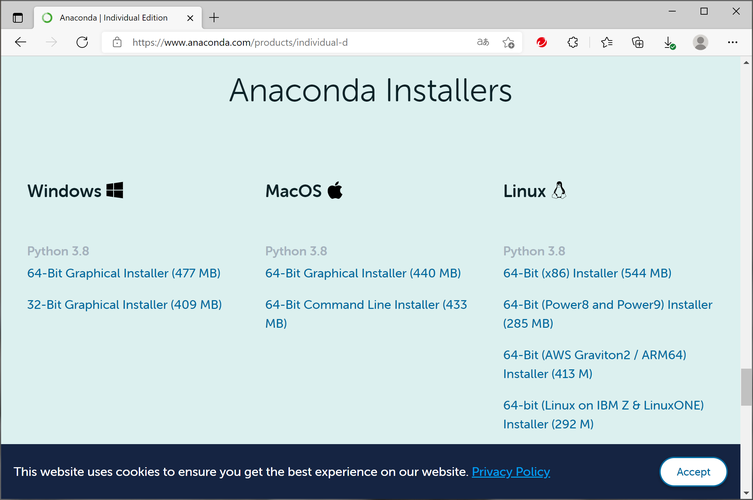 Anaconda | Individual Edition
https://www.anaconda.com/products/individual-d
Anaconda Installers
Windows
MacOS
Linux
Python 3.8
64-Bit Graphical Installer (477 MB)
32-Bit Graphical Installer (409 MB)
Python 3.8
64-Bit Graphical Installer (440 MB)
64-Bit Command Line Installer (433
MB)
Python 3.8
64-Bit (x86) Installer (544 MB)
64-Bit (Power8 and Power9) Installer
(285 MB)
64-Bit (AWS Graviton2 / ARM64)
Installer (413 M)
64-bit (Linux on IBM Z & LinuxONE)
Installer (292 M)
This website uses cookies to ensure you get the best experience on our website. Privacy Policy
Accept